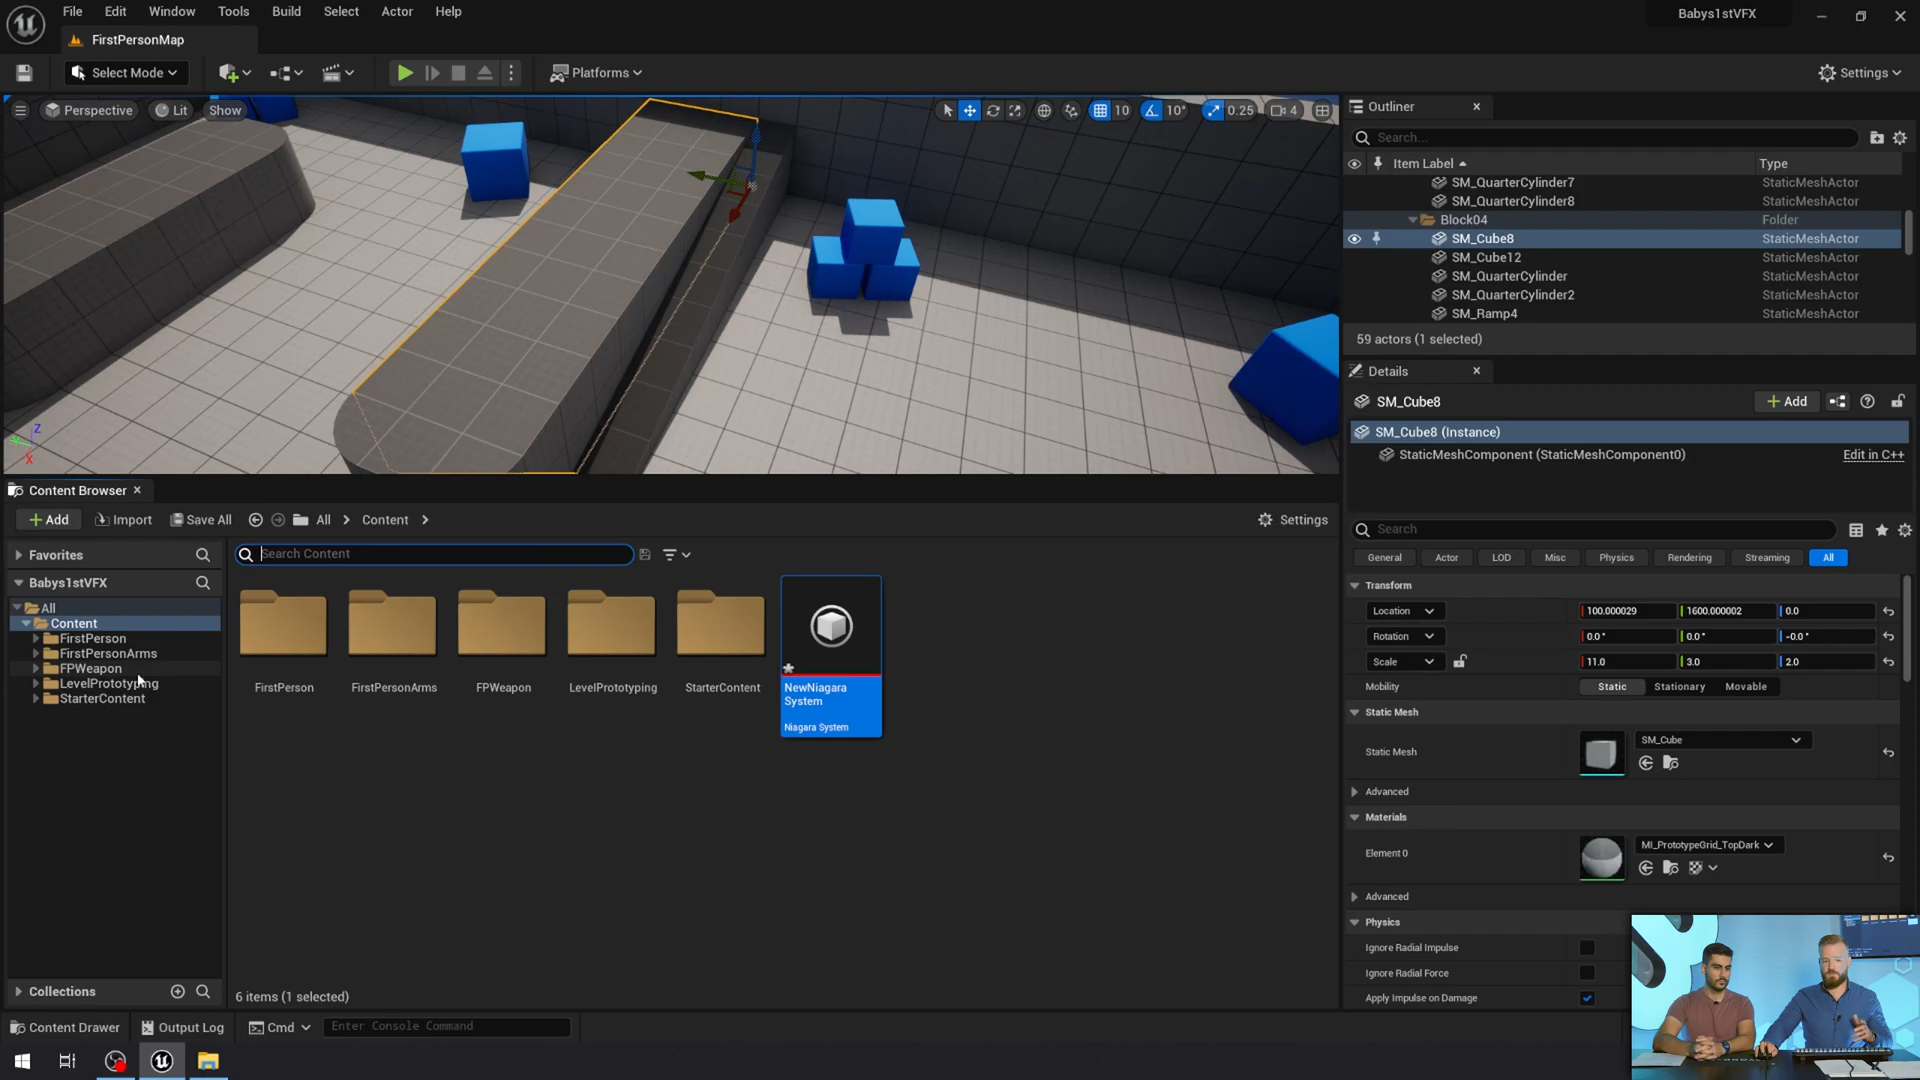 File Edit Window Tools Build Select Actor Help
Babys1stVFX
FirstPersonMap
Select Mode
Platforms
Settings
Perspective Lit Show
10 10° 0.25 4
Outliner
Search...
Item Label Type
SM_QuarterCylinder7 StaticMeshActor
SM_QuarterCylinder8 StaticMeshActor
Block04 Folder
SM_Cube8 StaticMeshActor
SM_Cube12 StaticMeshActor
SM_QuarterCylinder StaticMeshActor
SM_QuarterCylinder2 StaticMeshActor
SM_Ramp4 StaticMeshActor
59 actors (1 selected)
Details
SM_Cube8
Add
SM_Cube8 (Instance)
StaticMeshComponent (StaticMeshComponent0) Edit in C++
Search
General Actor LOD Misc Physics Rendering Streaming All
Transform
Location 100.000029 1600.000002 0.0
Rotation 0.0° 0.0° -0.0°
Scale 11.0 3.0 2.0
Mobility Static Stationary Movable
Static Mesh
Static Mesh SM_Cube
Advanced
Materials
Element 0 MI_PrototypeGrid_TopDark
Advanced
Physics
Ignore Radial Impulse
Ignore Radial Force
Apply Impulse on Damage
Z
Y
X
Content Browser
Add Import Save All All Content Settings
Favorites
Babys1stVFX
All
Content
FirstPerson
FirstPersonArms
FPWeapon
LevelPrototyping
StarterContent
Search Content
FirstPerson FirstPersonArms FPWeapon LevelPrototyping StarterContent
NewNiagara
System
Niagara System
Collections
6 items (1 selected)
Content Drawer Output Log Cmd Enter Console Command